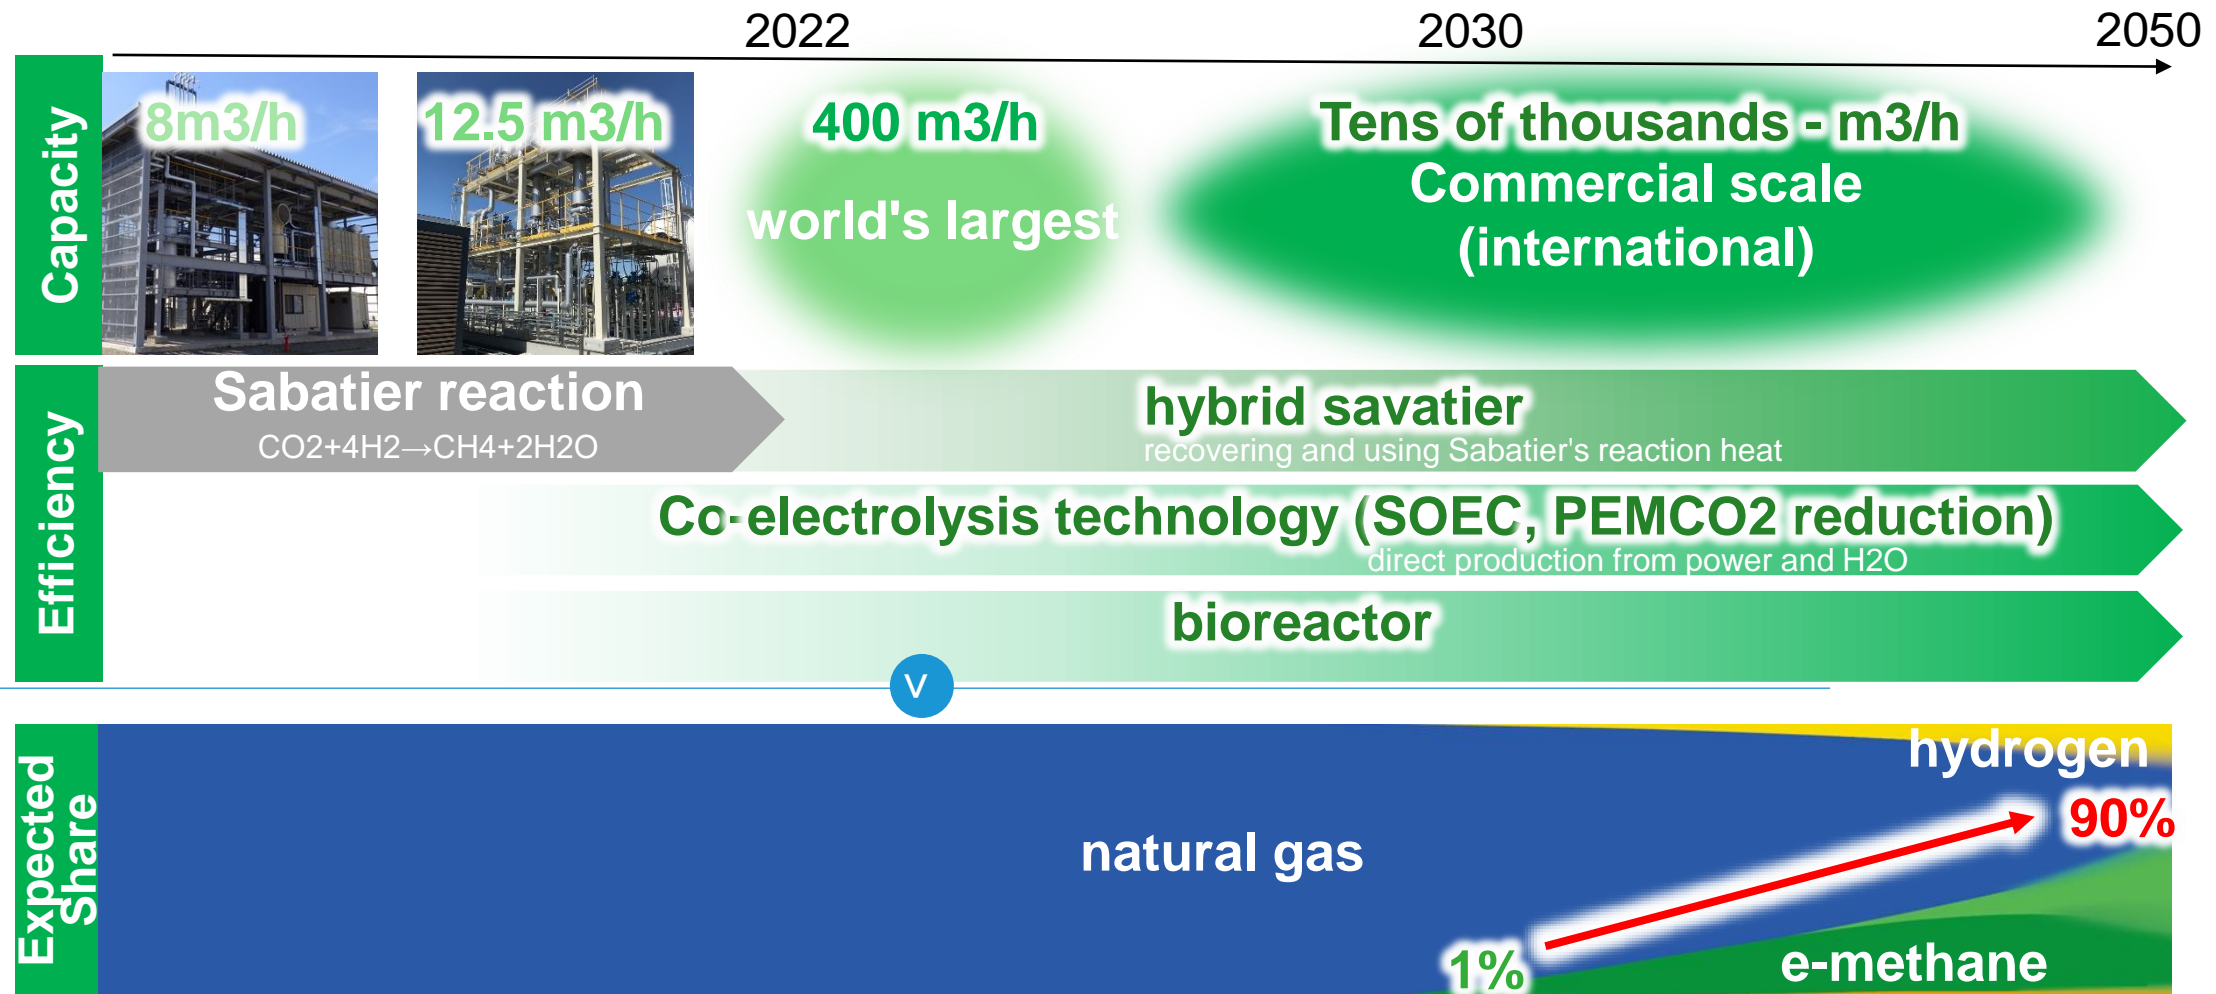 2022
2030
2050
Capacity
8m3/h
12.5 m3/h
400 m3/h
world's largest
Tens of thousands - m3/h
Commercial scale
(international)
Efficiency
Sabatier reaction
CO2+4H2→CH4+2H2O
hybrid savatier
recovering and using Sabatier's reaction heat
Co-electrolysis technology (SOEC, PEMCO2 reduction)
direct production from power and H2O
bioreactor
V
Expected
Share
hydrogen
90%
natural gas
1%
e-methane